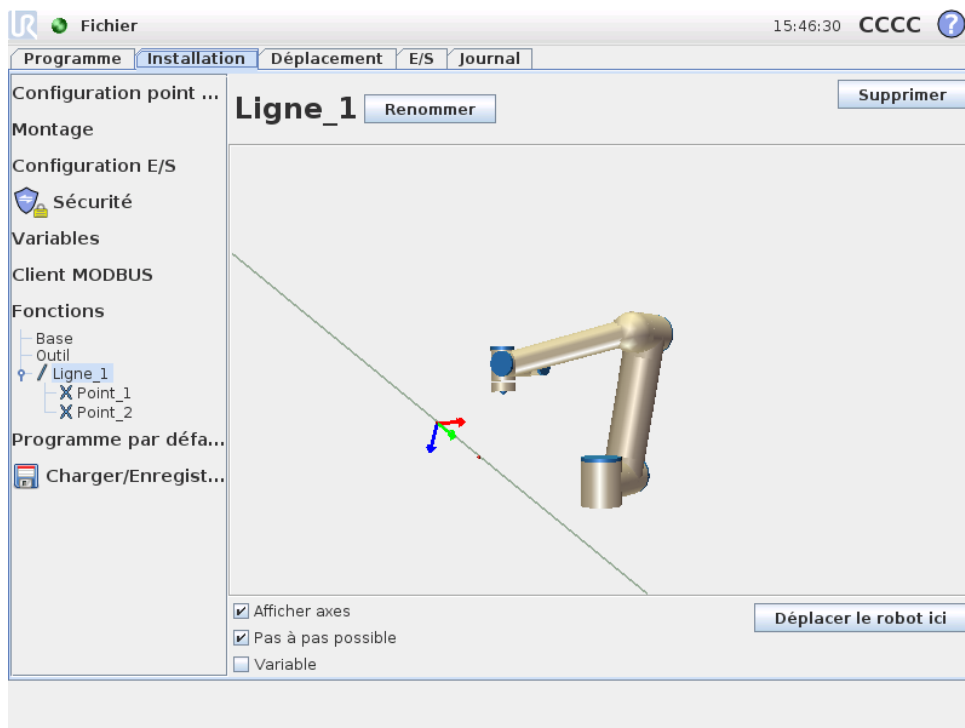 UR Fichier 15:46:30 CCCC ?
Programme Installation Déplacement E/S Journal
Configuration point ...
Montage
Configuration E/S
Sécurité
Variables
Client MODBUS
Fonctions
Base
Outil
Ligne_1
Point_1
Point_2
Programme par défa...
Charger/Enregist...
Ligne_1 Renommer Supprimer
Afficher axes
Pas à pas possible
Variable
Déplacer le robot ici